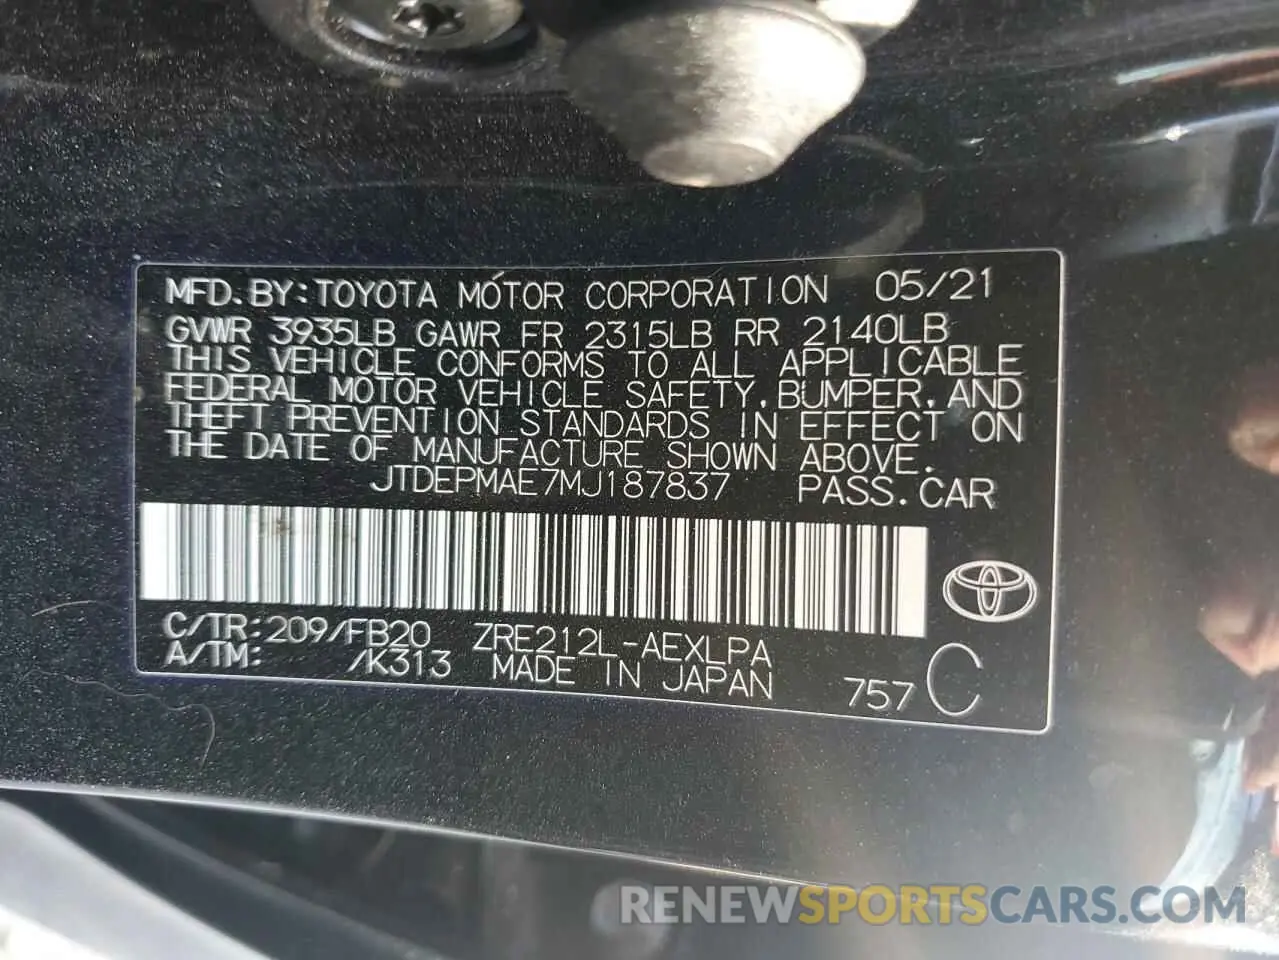 MFD.BY:TOYOTA MOTOR CORPORATION 05/21
GVWR 3935LB GAWR FR 2315LB RR 2140LB
THIS VEHICLE CONFORMS TO ALL APPLICABLE
FEDERAL MOTOR VEHICLE SAFETY, BUMPER, AND
THEFT PREVENTION STANDARDS IN EFFECT ON
THE DATE OF MANUFACTURE SHOWN ABOVE.
JTDEPMAE7MJ187837 PASS.CAR
C/TR:209/FB20 ZRE212L-AEXLPA
A/TM: /K313 MADE IN JAPAN 757 C
RENEWSPORTSCARS.COM